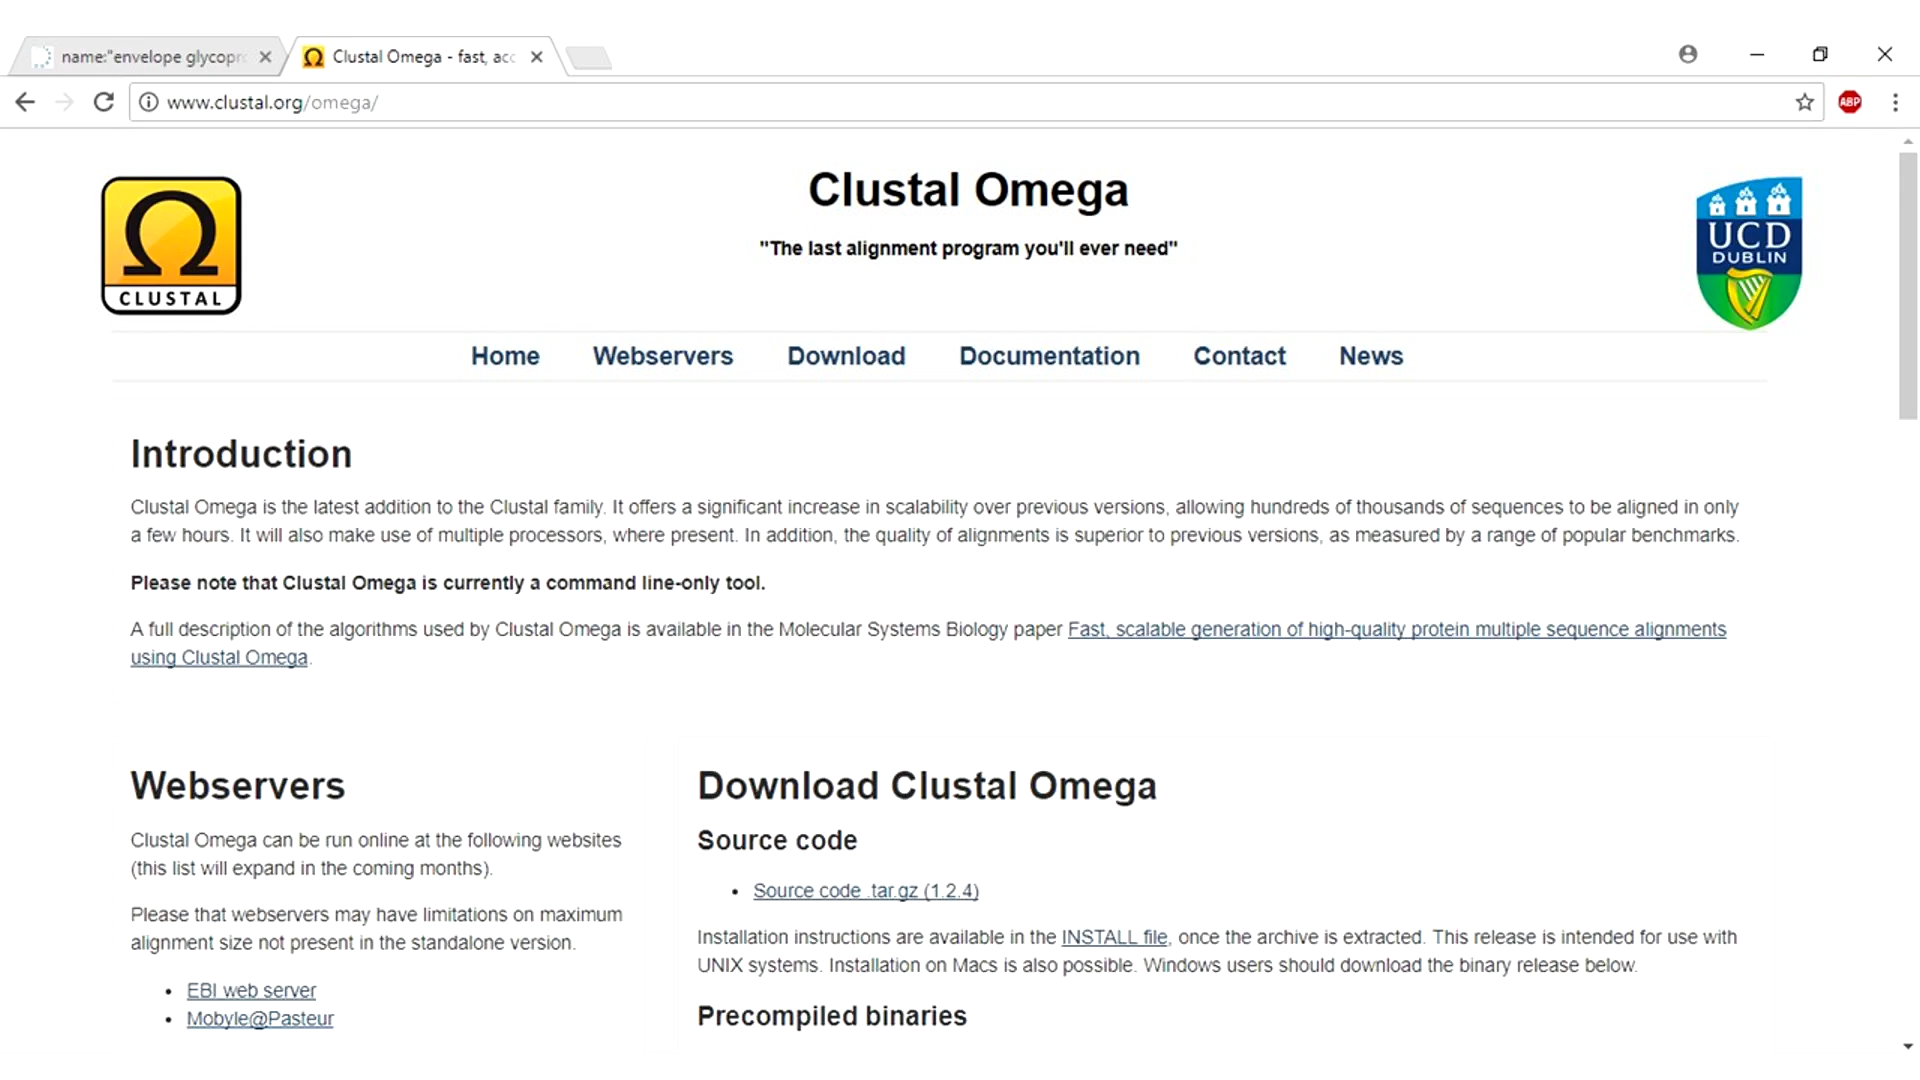 name:"envelope glycopr
Clustal Omega - fast, acc
www.clustal.org/omega/
ABP
Clustal Omega
"The last alignment program you'll ever need"
Ω
CLUSTAL
UCD
DUBLIN
Home Webservers Download Documentation Contact News
Introduction
Clustal Omega is the latest addition to the Clustal family. It offers a significant increase in scalability over previous versions, allowing hundreds of thousands of sequences to be aligned in only
a few hours. It will also make use of multiple processors, where present. In addition, the quality of alignments is superior to previous versions, as measured by a range of popular benchmarks.
Please note that Clustal Omega is currently a command line-only tool.
A full description of the algorithms used by Clustal Omega is available in the Molecular Systems Biology paper Fast, scalable generation of high-quality protein multiple sequence alignments
using Clustal Omega.
Webservers
Clustal Omega can be run online at the following websites
(this list will expand in the coming months).
Please that webservers may have limitations on maximum
alignment size not present in the standalone version.
• EBI web server
• Mobyle@Pasteur
Download Clustal Omega
Source code
• Source code .tar.gz (1.2.4)
Installation instructions are available in the INSTALL file, once the archive is extracted. This release is intended for use with
UNIX systems. Installation on Macs is also possible. Windows users should download the binary release below.
Precompiled binaries